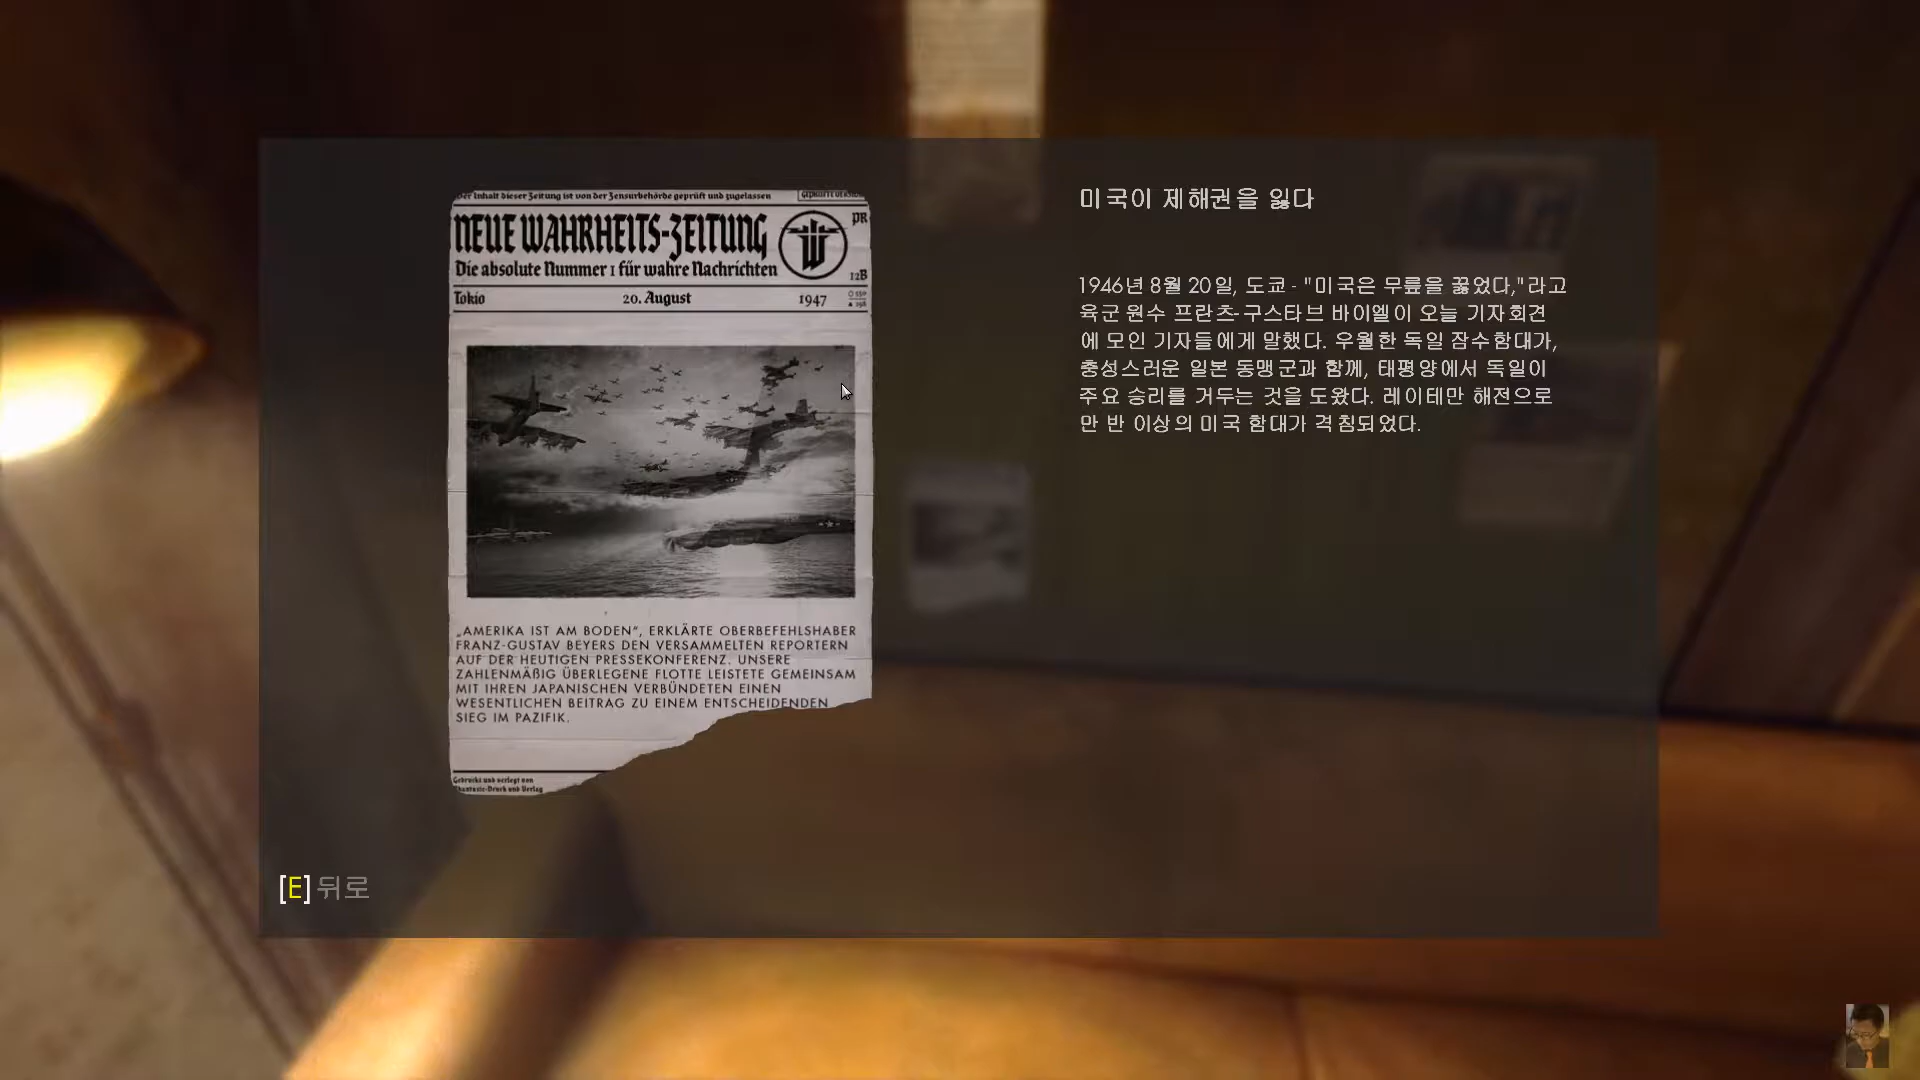 Der Inhalt dieser Zeitung ist von der Zensurbehörde geprüft und zugelassen
NEUE WAHRHEITS-ZEITUNG
Die absolute Nummer 1 für wahre Nachrichten
PR
12B
Tokio 20. August 1947
„AMERIKA IST AM BODEN“, ERKLÄRTE OBERBEFEHLSHABER
FRANZ-GUSTAV BEYERS DEN VERSAMMELTEN REPORTERN
AUF DER HEUTIGEN PRESSEKONFERENZ. UNSERE
ZAHLENMÄßIG ÜBERLEGENE FLOTTE LEISTETE GEMEINSAM
MIT IHREN JAPANISCHEN VERBÜNDETEN EINEN
WESENTLICHEN BEITRAG ZU EINEM ENTSCHEIDENDEN
SIEG IM PAZIFIK.
Gedruckt und verlegt von
Phantasie-Druck und Verlag
미국이 제해권을 잃다
1946년 8월 20일, 도쿄 - "미국은 무릎을 꿇었다,"라고
육군 원수 프란츠-구스타브 바이엘이 오늘 기자회견
에 모인 기자들에게 말했다. 우월한 독일 잠수함대가,
충성스러운 일본 동맹군과 함께, 태평양에서 독일이
주요 승리를 거두는 것을 도왔다. 레이테만 해전으로
만 반 이상의 미국 함대가 격침되었다.
[E]뒤로